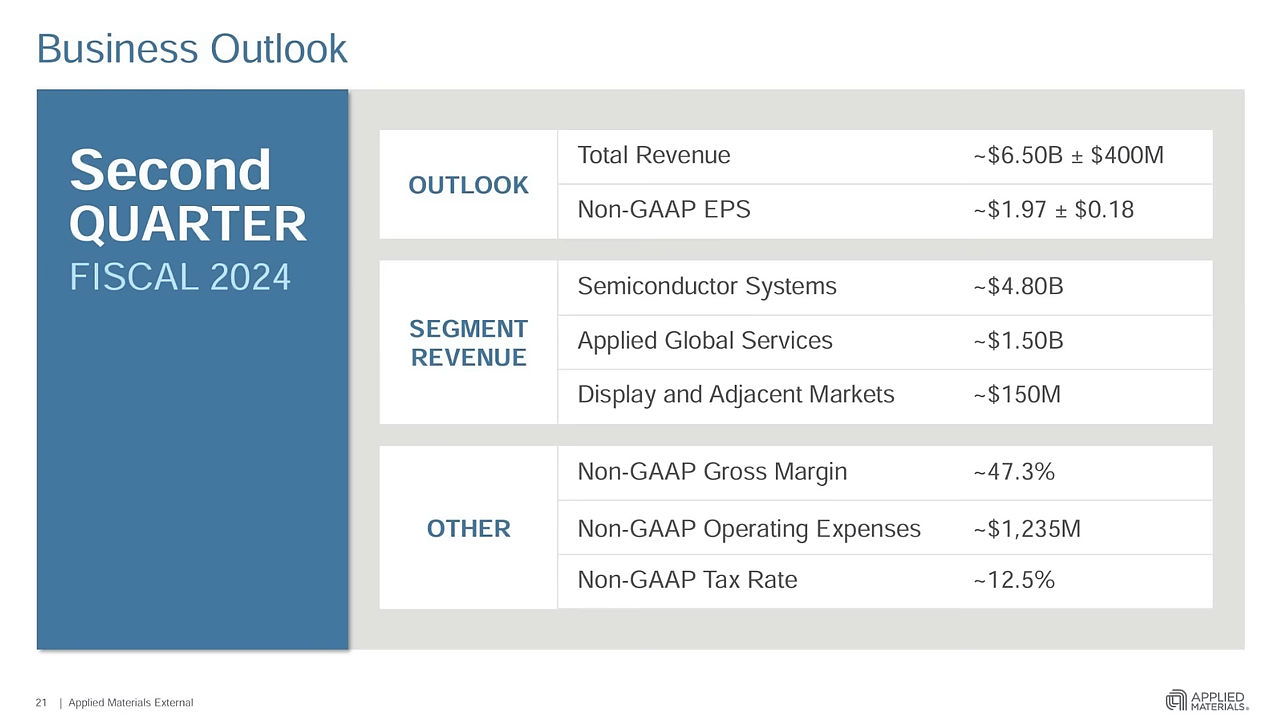 Business Outlook
Second
QUARTER
FISCAL 2024
OUTLOOK
Total Revenue ~$6.50B ± $400M
Non-GAAP EPS ~$1.97 ± $0.18
SEGMENT
REVENUE
Semiconductor Systems ~$4.80B
Applied Global Services ~$1.50B
Display and Adjacent Markets ~$150M
OTHER
Non-GAAP Gross Margin ~47.3%
Non-GAAP Operating Expenses ~$1,235M
Non-GAAP Tax Rate ~12.5%
21 | Applied Materials External
APPLIED
MATERIALS®